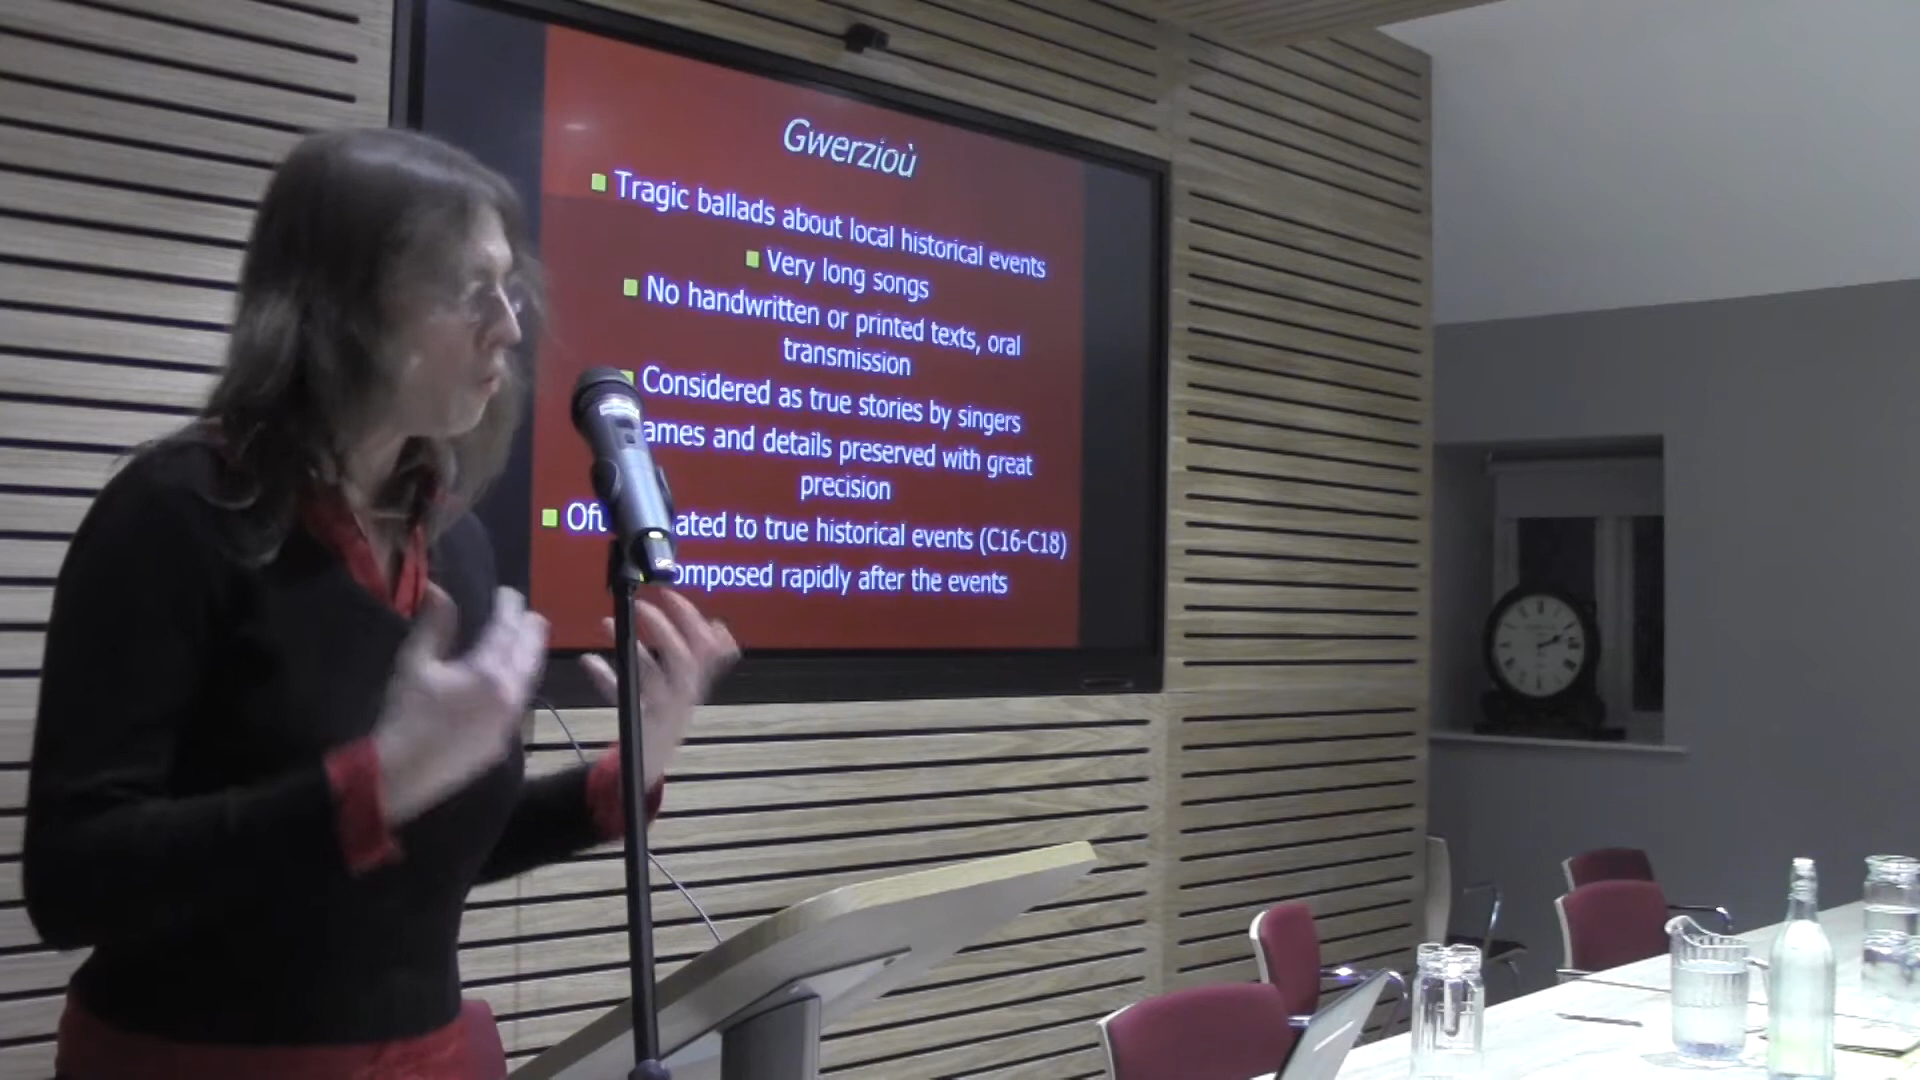 Gwerzioù
Tragic ballads about local historical events
Very long songs
No handwritten or printed texts, oral
transmission
Considered as true stories by singers
ames and details preserved with great
precision
Oft ated to true historical events (C16-C18)
omposed rapidly after the events